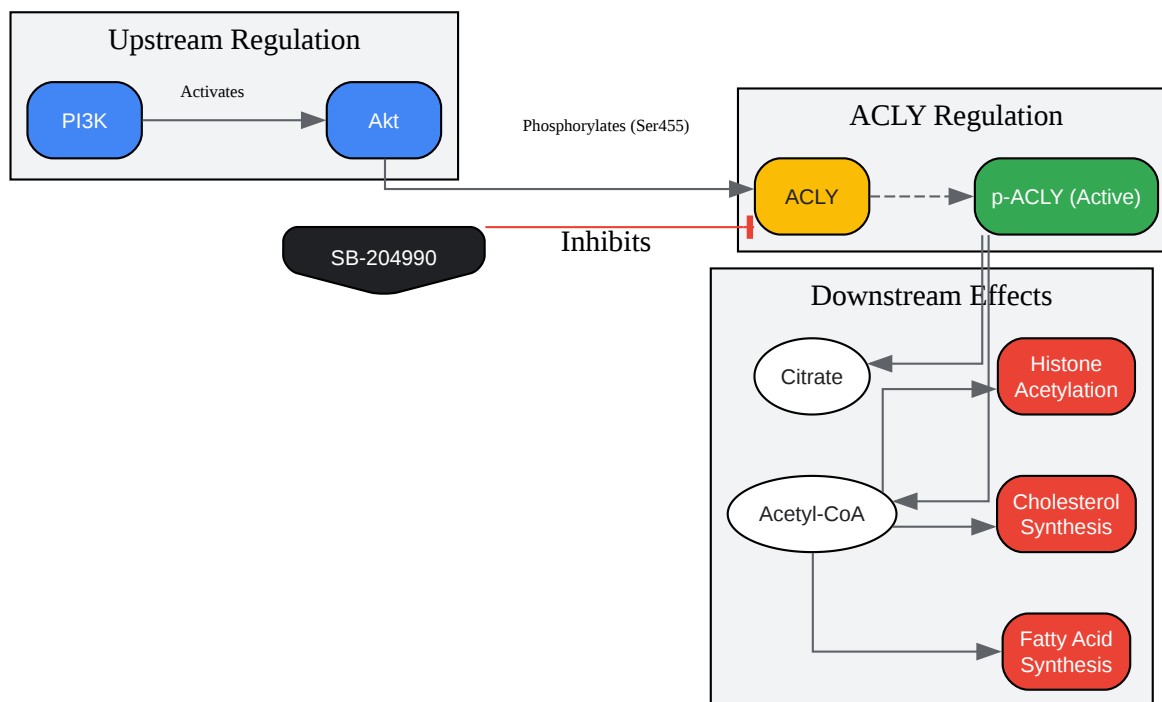 Upstream Regulation
Activates
PI3K
Akt
Phosphorylates (Ser455)
ACLY Regulation
ACLY
p-ACLY (Active)
SB-204990
Inhibits
Downstream Effects
Citrate
Histone
Acetylation
Acetyl-CoA
Cholesterol
Synthesis
Fatty Acid
Synthesis